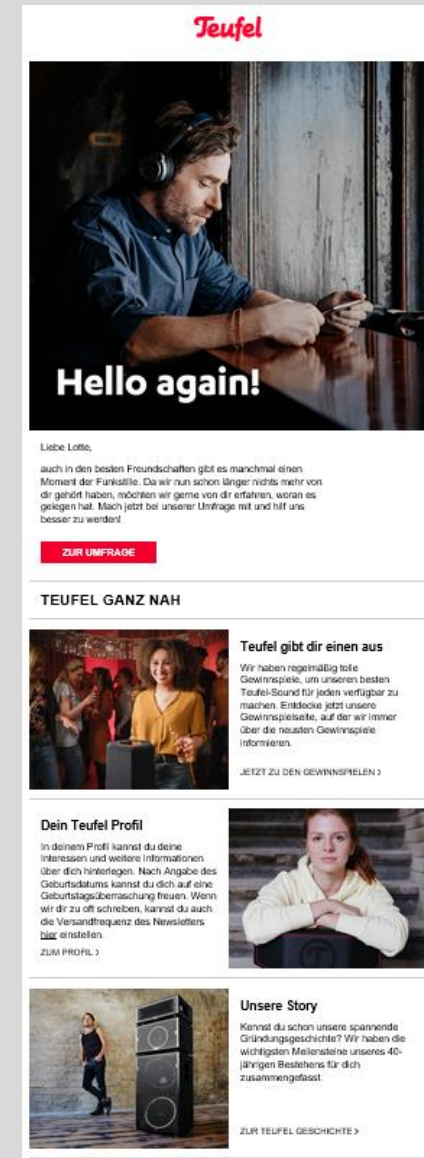 Teufel
Hello again!
Liebe Lotte,
auch in den besten Freundschaften gibt es manchmal einen
Moment der Funkstille. Da wir nun schon länger nichts mehr von
dir gehört haben, möchten wir gerne von dir erfahren, woran es
gelegen hat. Mach jetzt bei unserer Umfrage mit und hilf uns
besser zu werden!
ZUR UMFRAGE
TEUFEL GANZ NAH
Teufel gibt dir einen aus
Wir haben regelmäßig tolle
Gewinnspiele, um unseren besten
Teufel-Sound für jeden verfügbar zu
machen. Entdecke jetzt unsere
Gewinnspielseite, auf der wir immer
über die neusten Gewinnspiele
informieren.
JETZT ZU DEN GEWINNSPIELEN >
Dein Teufel Profil
In deinem Profil kannst du deine
Interessen und weitere Informationen
über dich hinterlegen. Nach Angabe des
Geburtsdatums kannst du dich auf eine
Geburtstagsüberraschung freuen. Wenn
wir dir zu oft schreiben, kannst du auch
die Versandfrequenz des Newsletters
hier einstellen.
ZUM PROFIL >
Unsere Story
Kennst du schon unsere spannende
Gründungsgeschichte? Wir haben die
wichtigsten Meilensteine unseres 40-
jährigen Bestehens für dich
zusammengefasst.
ZUR TEUFEL GESCHICHTE >